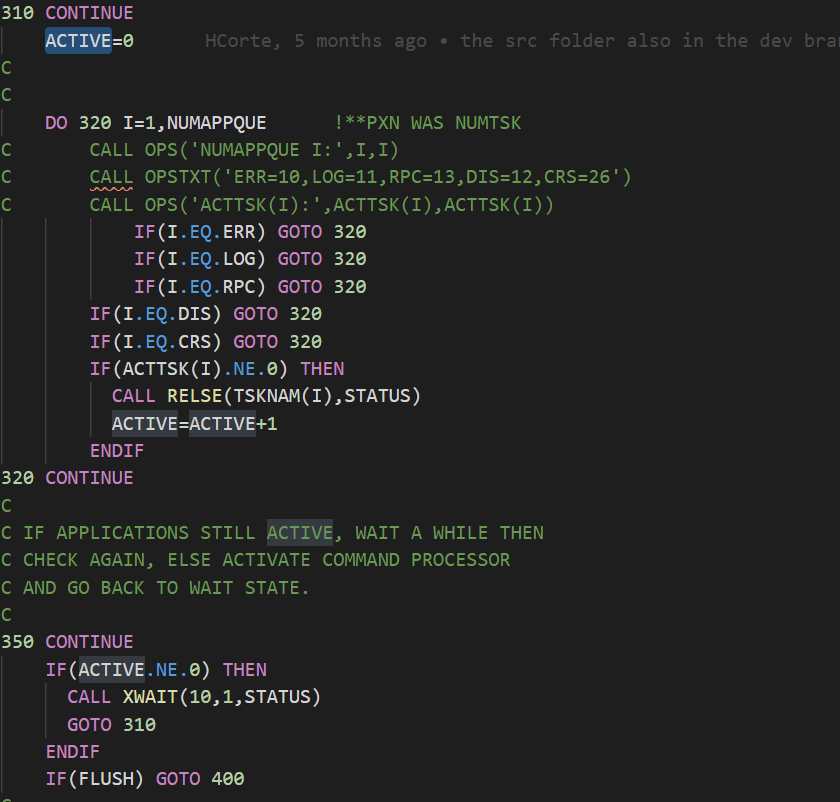 310 CONTINUE
ACTIVE=0 HCorte, 5 months ago • the src folder also in the dev bra
C
C
DO 320 I=1,NUMAPPQUE !**PXN WAS NUMTSK
C CALL OPS('NUMAPPQUE I:',I,I)
C CALL OPSTXT('ERR=10,LOG=11,RPC=13,DIS=12,CRS=26')
C CALL OPS('ACTTSK(I):',ACTTSK(I),ACTTSK(I))
IF(I.EQ.ERR) GOTO 320
IF(I.EQ.LOG) GOTO 320
IF(I.EQ.RPC) GOTO 320
IF(I.EQ.DIS) GOTO 320
IF(I.EQ.CRS) GOTO 320
IF(ACTTSK(I).NE.0) THEN
CALL RELSE(TSKNAM(I),STATUS)
ACTIVE=ACTIVE+1
ENDIF
320 CONTINUE
C
C IF APPLICATIONS STILL ACTIVE, WAIT A WHILE THEN
C CHECK AGAIN, ELSE ACTIVATE COMMAND PROCESSOR
C AND GO BACK TO WAIT STATE.
C
350 CONTINUE
IF(ACTIVE.NE.0) THEN
CALL XWAIT(10,1,STATUS)
GOTO 310
ENDIF
IF(FLUSH) GOTO 400